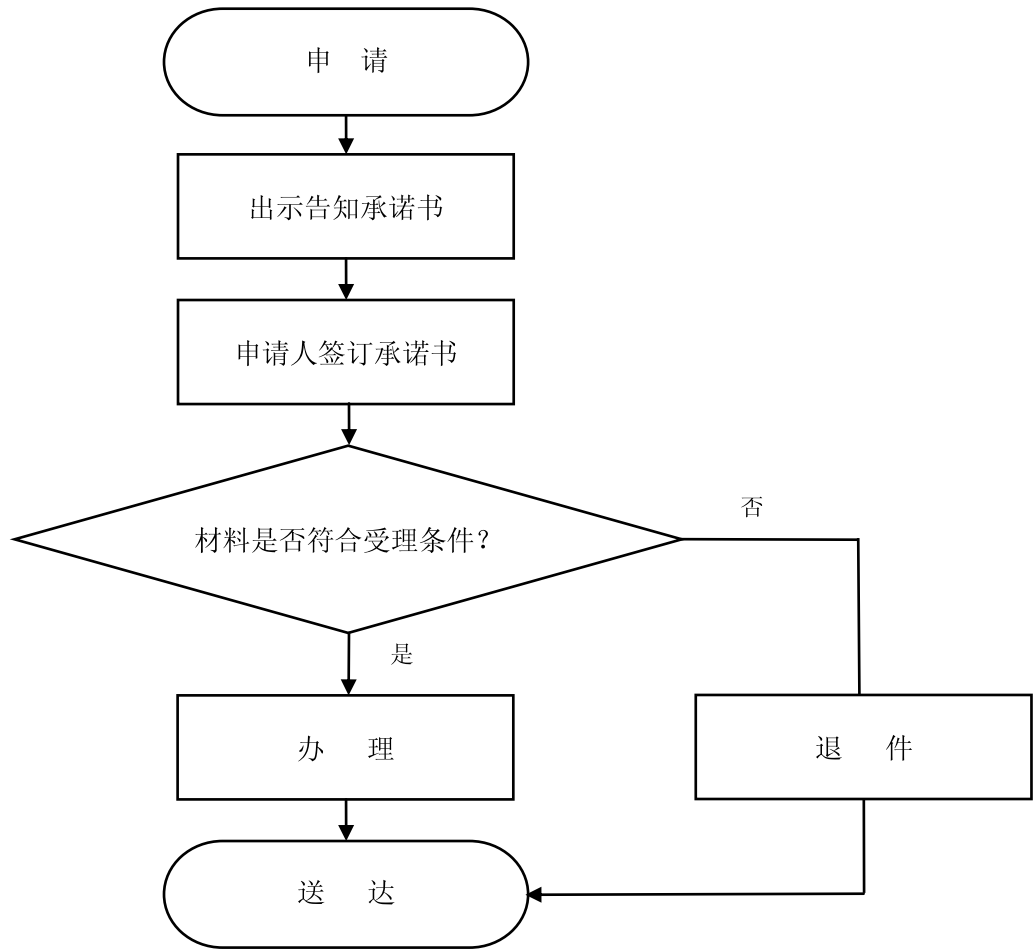 申 请
出示告知承诺书
申请人签订承诺书
材料是否符合受理条件？
否
是
办 理
退 件
送 达